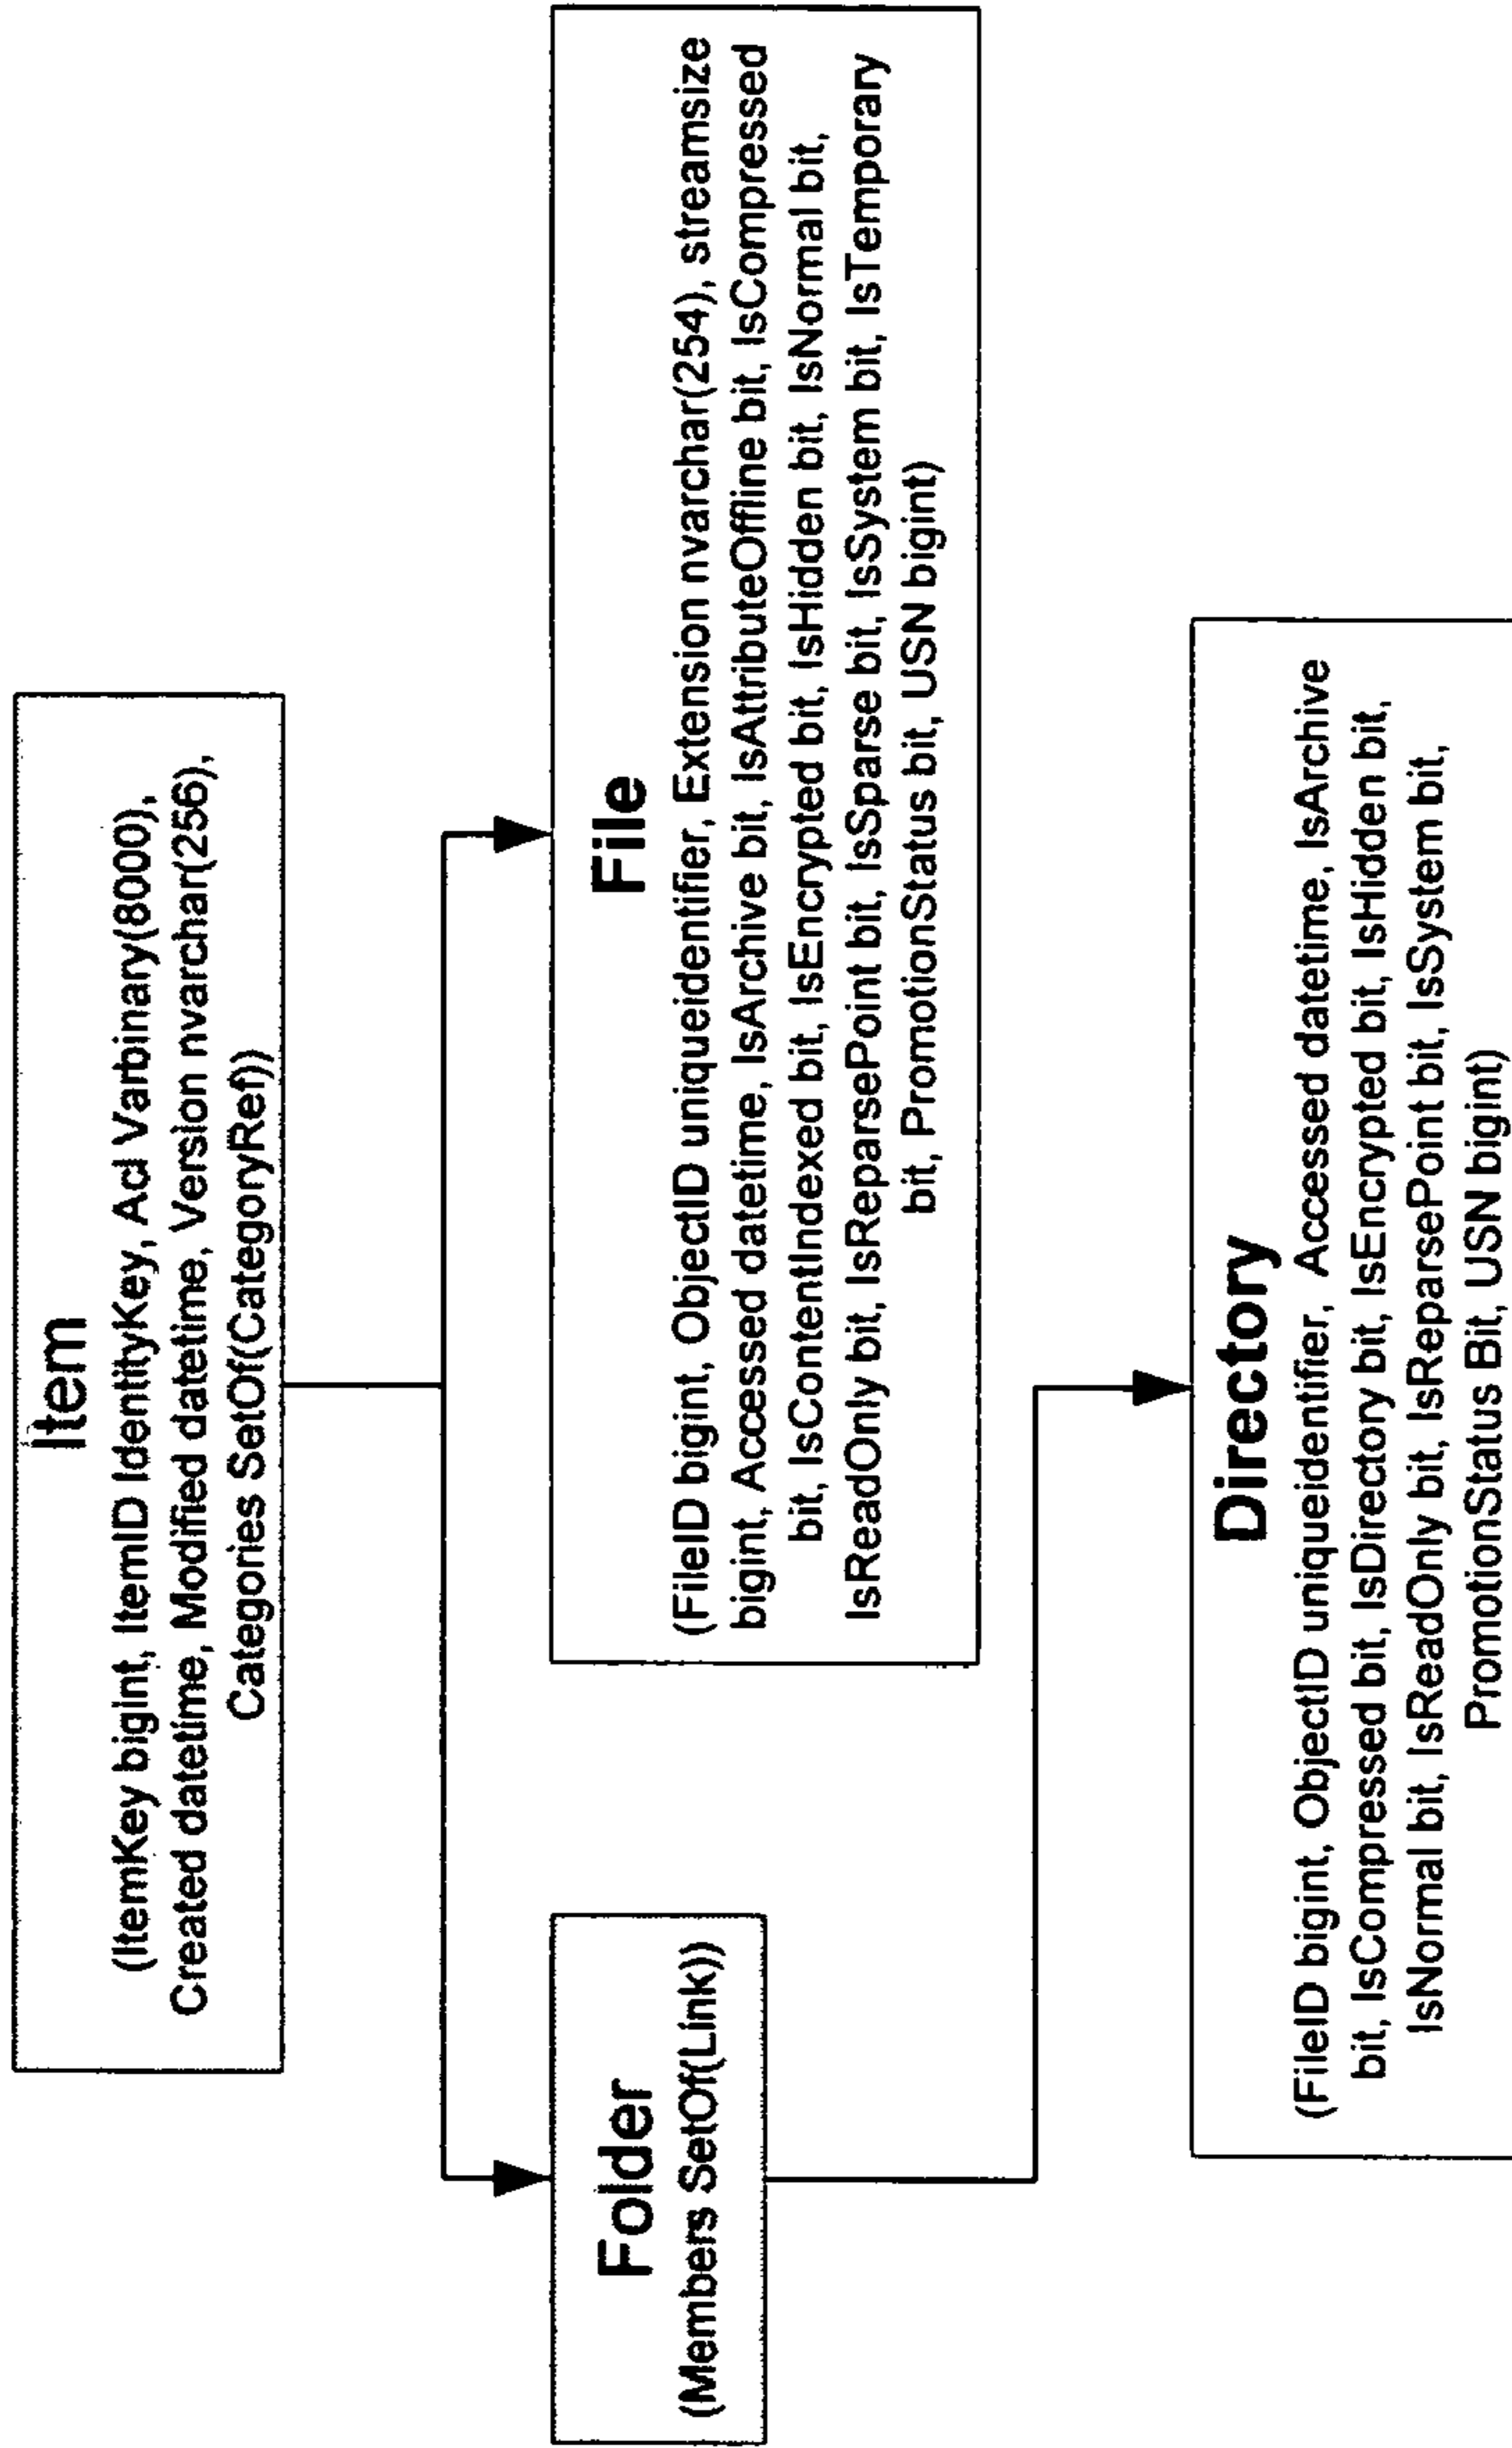 Item
(ItemKey bigint, ItemID IdentityKey, Acl Varbinary(8000),
Created datetime, Modified datetime, Version nvarchar(256),
Categories SetOf(CategoryRef))
Folder
(Members SetOf(Link))
File
(FileID bigint, ObjectID uniqueidentifier, Extension nvarchar(254), streamsize
bigint, Accessed datetime, IsArchive bit, IsAttributeOffline bit, IsCompressed
bit, IsContentIndexed bit, IsEncrypted bit, IsHidden bit, IsNormal bit,
IsReadOnly bit, IsReparsePoint bit, IsSparse bit, IsSystem bit, IsTemporary
bit, PromotionStatus bit, USN bigint)
Directory
(FileID bigint, ObjectID uniqueidentifier, Accessed datetime, IsArchive
bit, IsCompressed bit, IsDirectory bit, IsEncrypted bit, IsHidden bit,
IsNormal bit, IsReadOnly bit, IsReparsePoint bit, IsSystem bit,
PromotionStatus Bit, USN bigint)